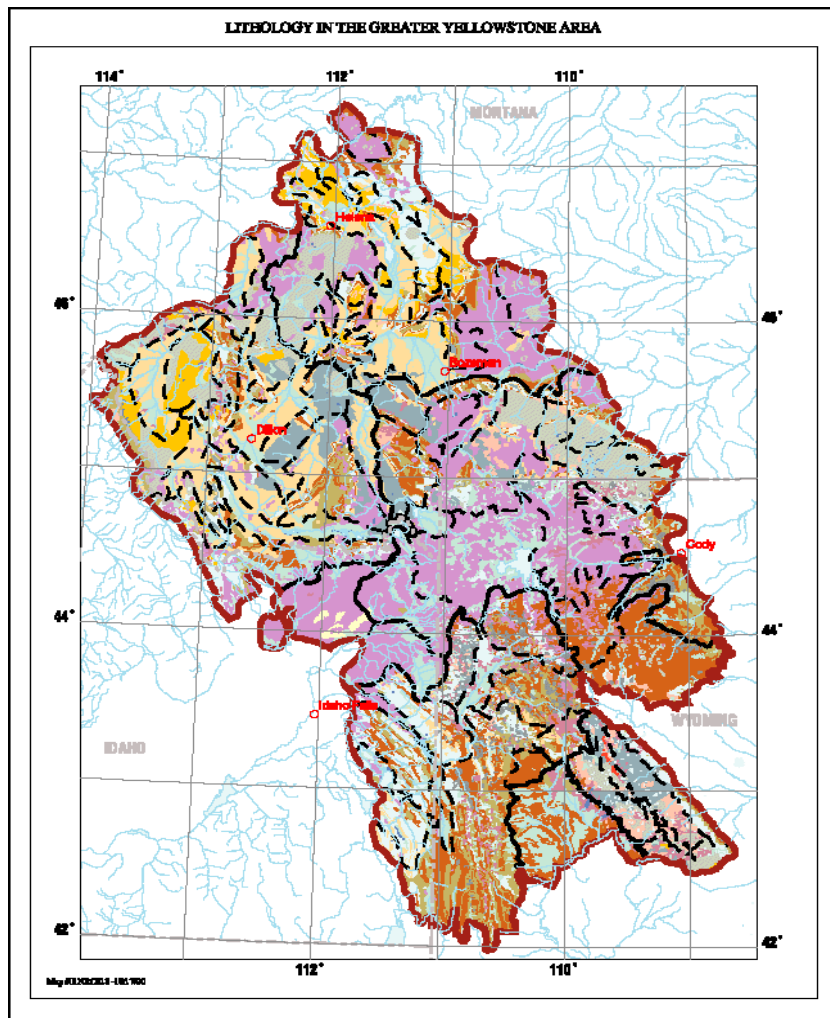 LITHOLOGY IN THE GREATER YELLOWSTONE AREA
114°
112°
110°
MONTANA
Helena
46°
46°
Bozeman
Dillon
Cody
44°
44°
Idaho Falls
WYOMING
IDAHO
42°
42°
112°
110°